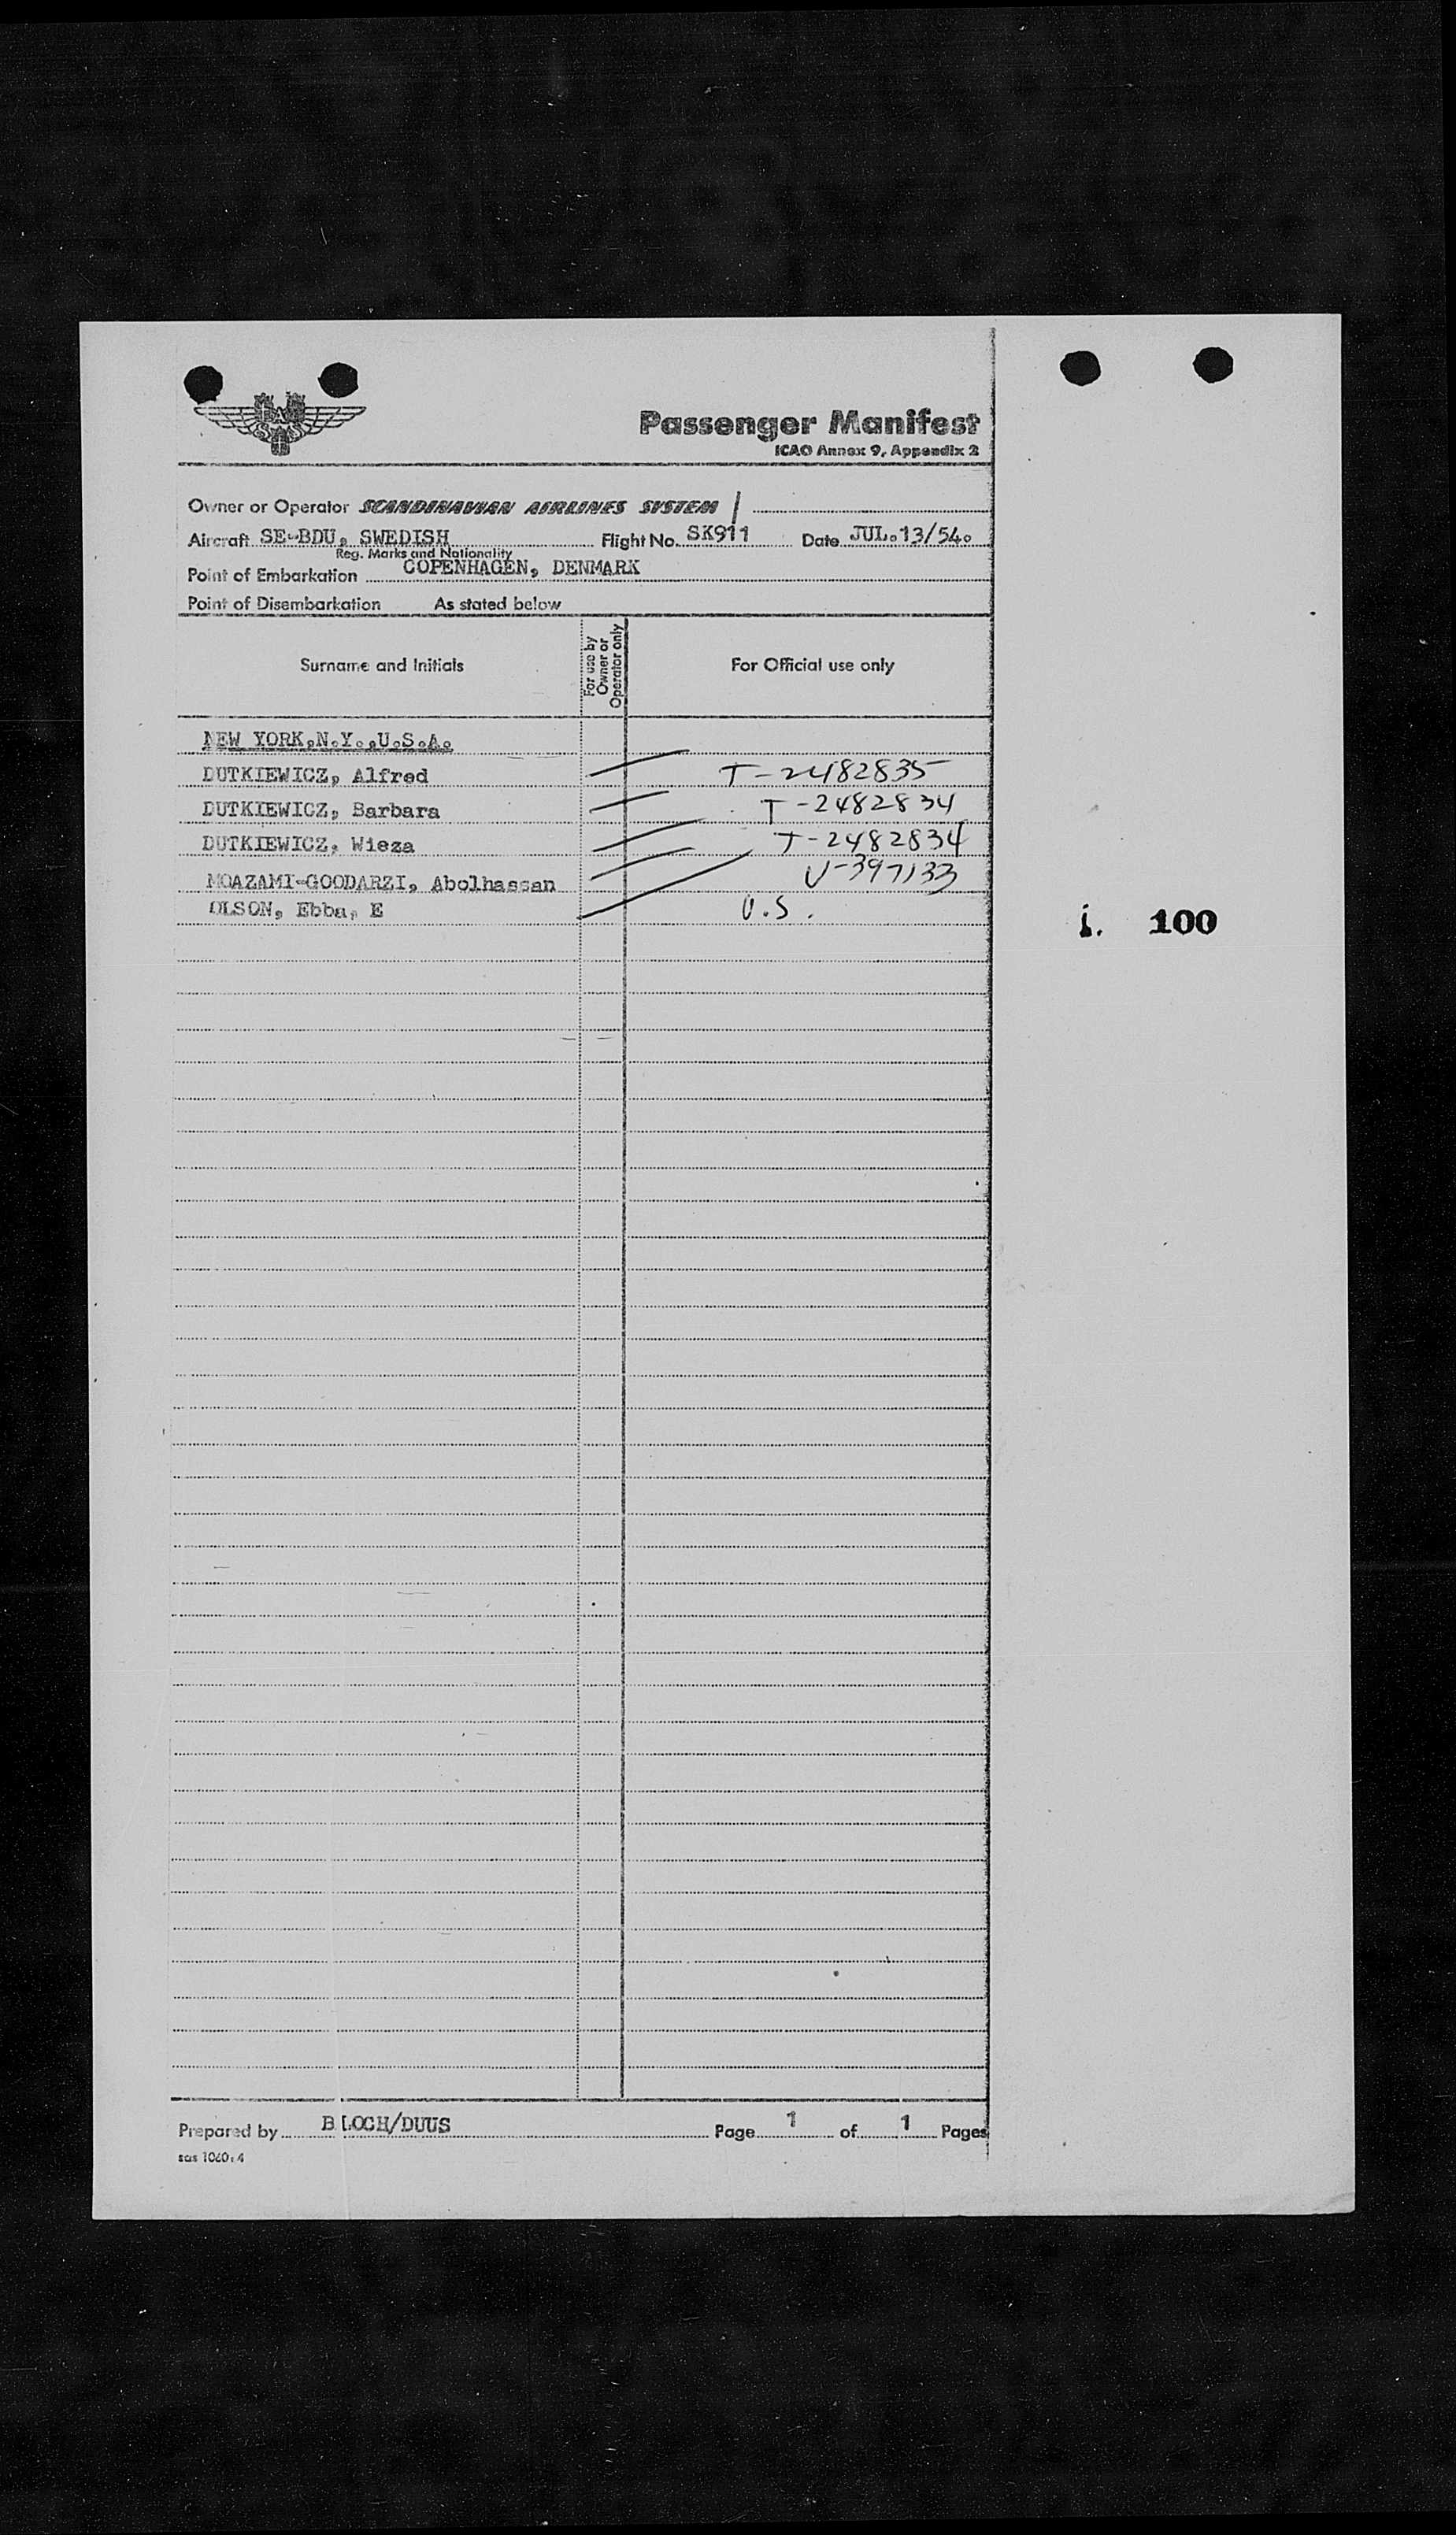 Passenger Manifest
ICAO Annex 9, Appendix 2
Owner or Operator SCANDINAVIAN AIRLINES SYSTEM /
Aircraft SE-BDU, SWEDISH Flight No. SK911 Date JUL.13/54.
Reg. Marks and Nationality
Point of Embarkation COPENHAGEN, DENMARK
Point of Disembarkation As stated below
Surname and Initials For use by Owner or Operator only For Official use only
NEW YORK,N.Y.,U.S.A.
DUTKIEWICZ, Alfred T-2482835
DUTKIEWICZ, Barbara T-2482834
DUTKIEWICZ, Wieza T-2482834
MOAZAMI-GOODARZI, Abolhassan V-397133
OLSON, Ebba, E U.S.
i. 100
Prepared by BLOCH/DUUS Page 1 of 1 Pages
sas 1060:4